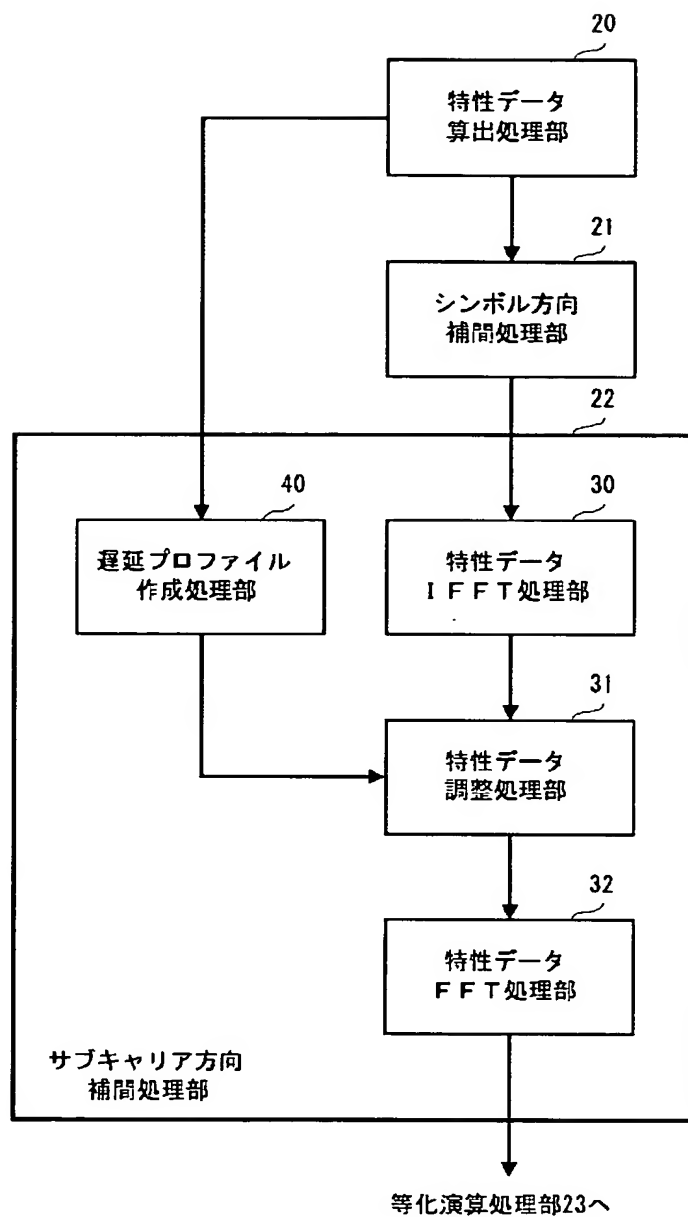 20
特性データ
算出処理部
21
シンボル方向
補間処理部
22
40
遅延プロファイル
作成処理部
30
特性データ
IFFT処理部
31
特性データ
調整処理部
32
特性データ
FFT処理部
サブキャリア方向
補間処理部
等化演算処理部23へ